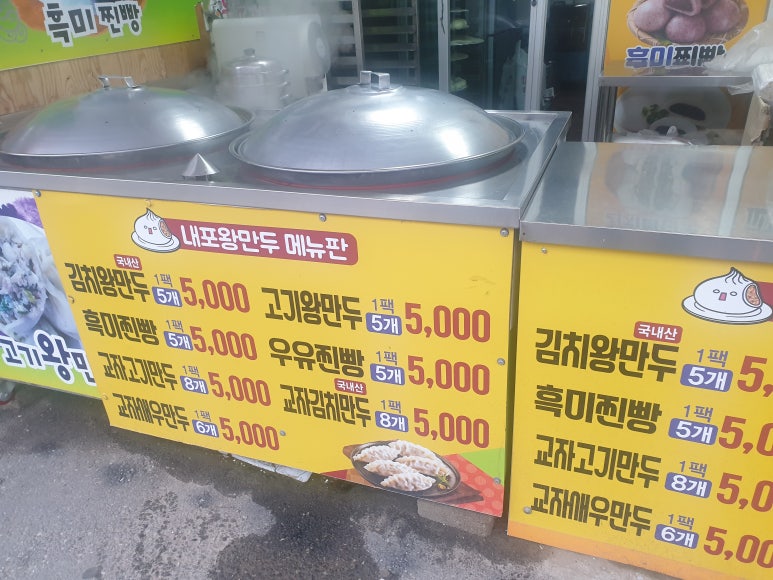 흑미찐빵
흑미찐빵
내포왕만두 메뉴판
국내산
김치왕만두 1팩 5개 5,000
고기왕만두 1팩 5개 5,000
흑미찐빵 1팩 5개 5,000
우유찐빵 1팩 5개 5,000
교자고기만두 1팩 8개 5,000
국내산
교자김치만두 1팩 8개 5,000
교자새우만두 1팩 6개 5,000
고기왕만
국내산
김치왕만두 1팩 5개 5,
흑미찐빵 1팩 5개 5,0
교자고기만두 1팩 8개 5,0
교자새우만두 1팩 6개 5,00